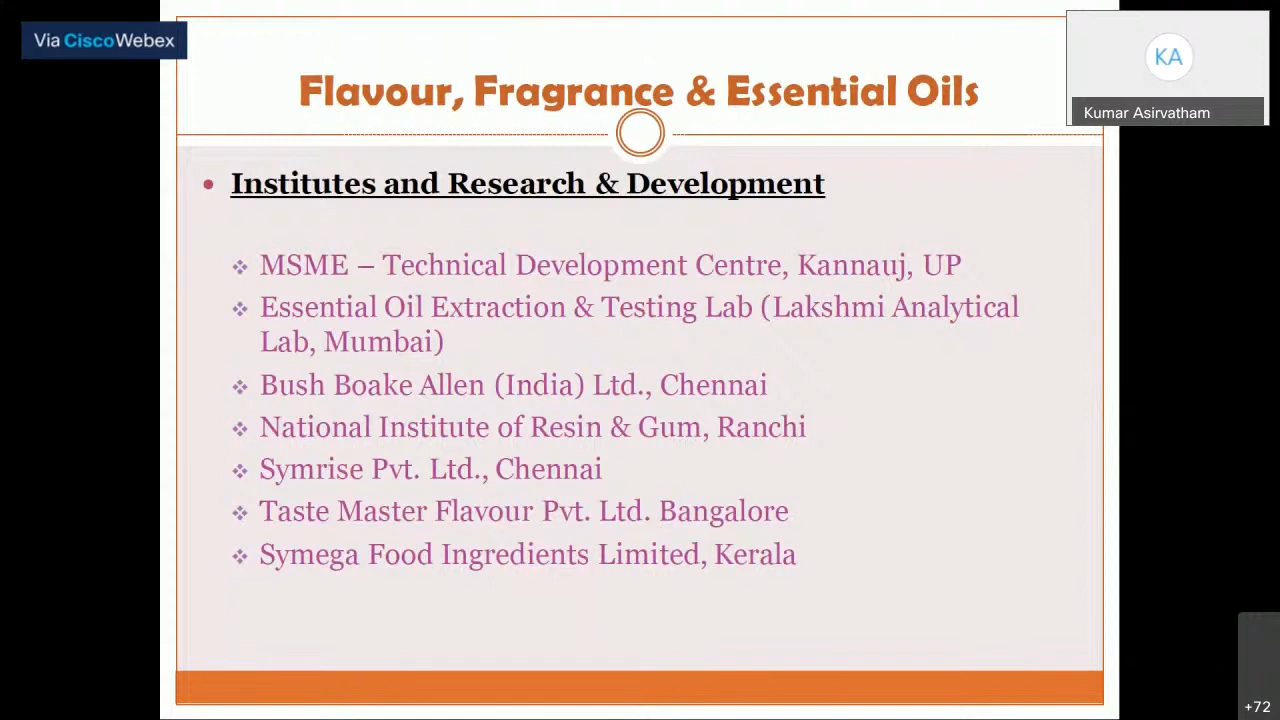 Via CiscoWebex
KA
Kumar Asirvatham
Flavour, Fragrance & Essential Oils
Institutes and Research & Development
MSME – Technical Development Centre, Kannauj, UP
Essential Oil Extraction & Testing Lab (Lakshmi Analytical
Lab, Mumbai)
Bush Boake Allen (India) Ltd., Chennai
National Institute of Resin & Gum, Ranchi
Symrise Pvt. Ltd., Chennai
Taste Master Flavour Pvt. Ltd. Bangalore
Symega Food Ingredients Limited, Kerala
+72